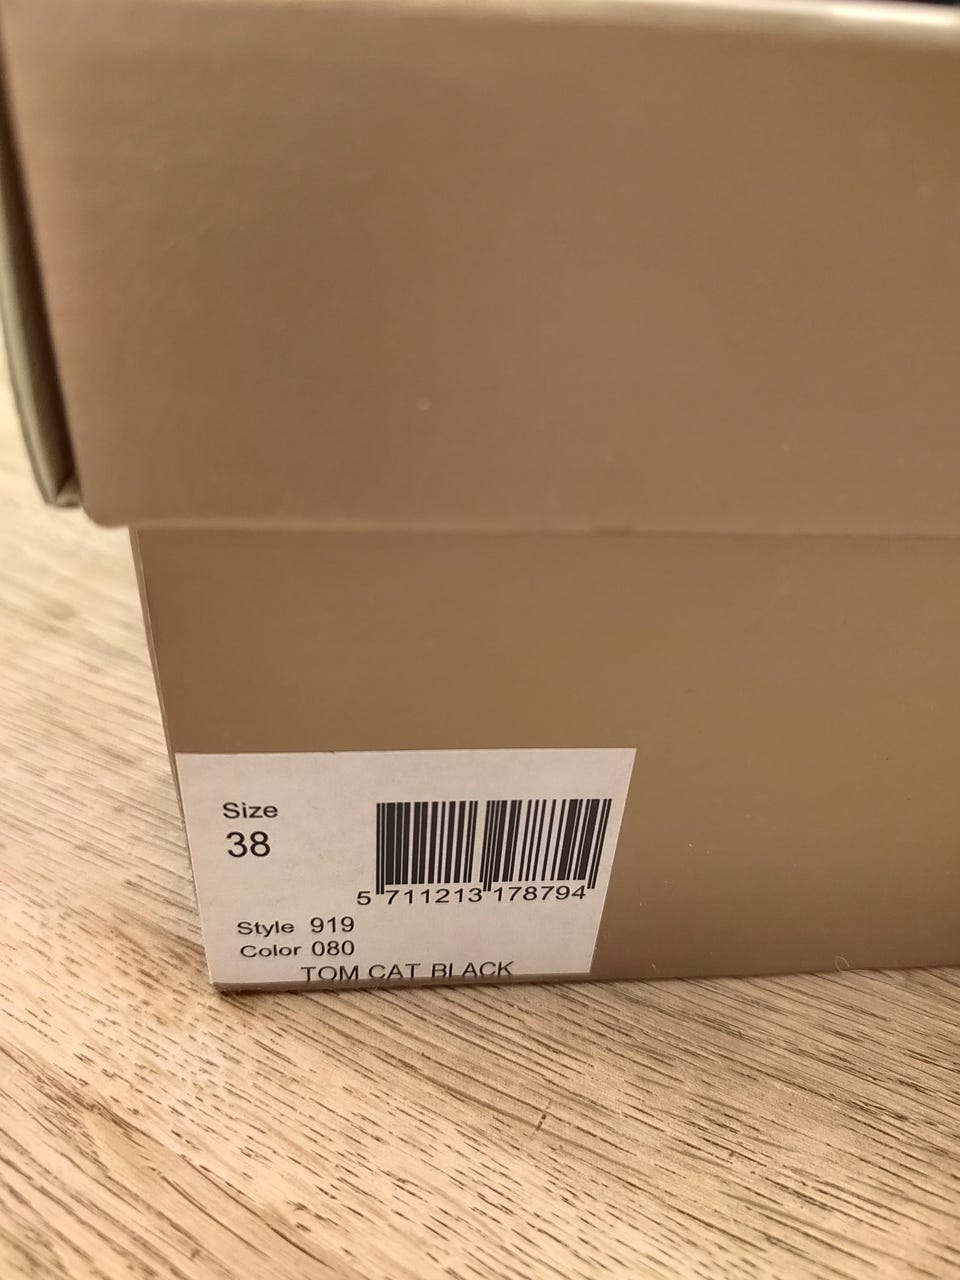 Size
38
5 711213 178794
Style 919
Color 080
TOM CAT BLACK